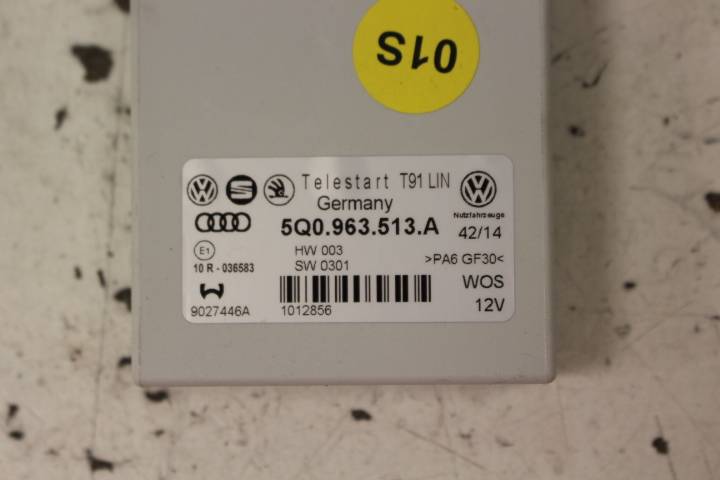 01S
Telestart T91 LIN
Germany
Nutzfahrzeuge
5Q0.963.513.A 42/14
E1
HW 003
10 R - 036583 SW 0301 >PA6 GF30<
WOS
9027446A 1012856 12V